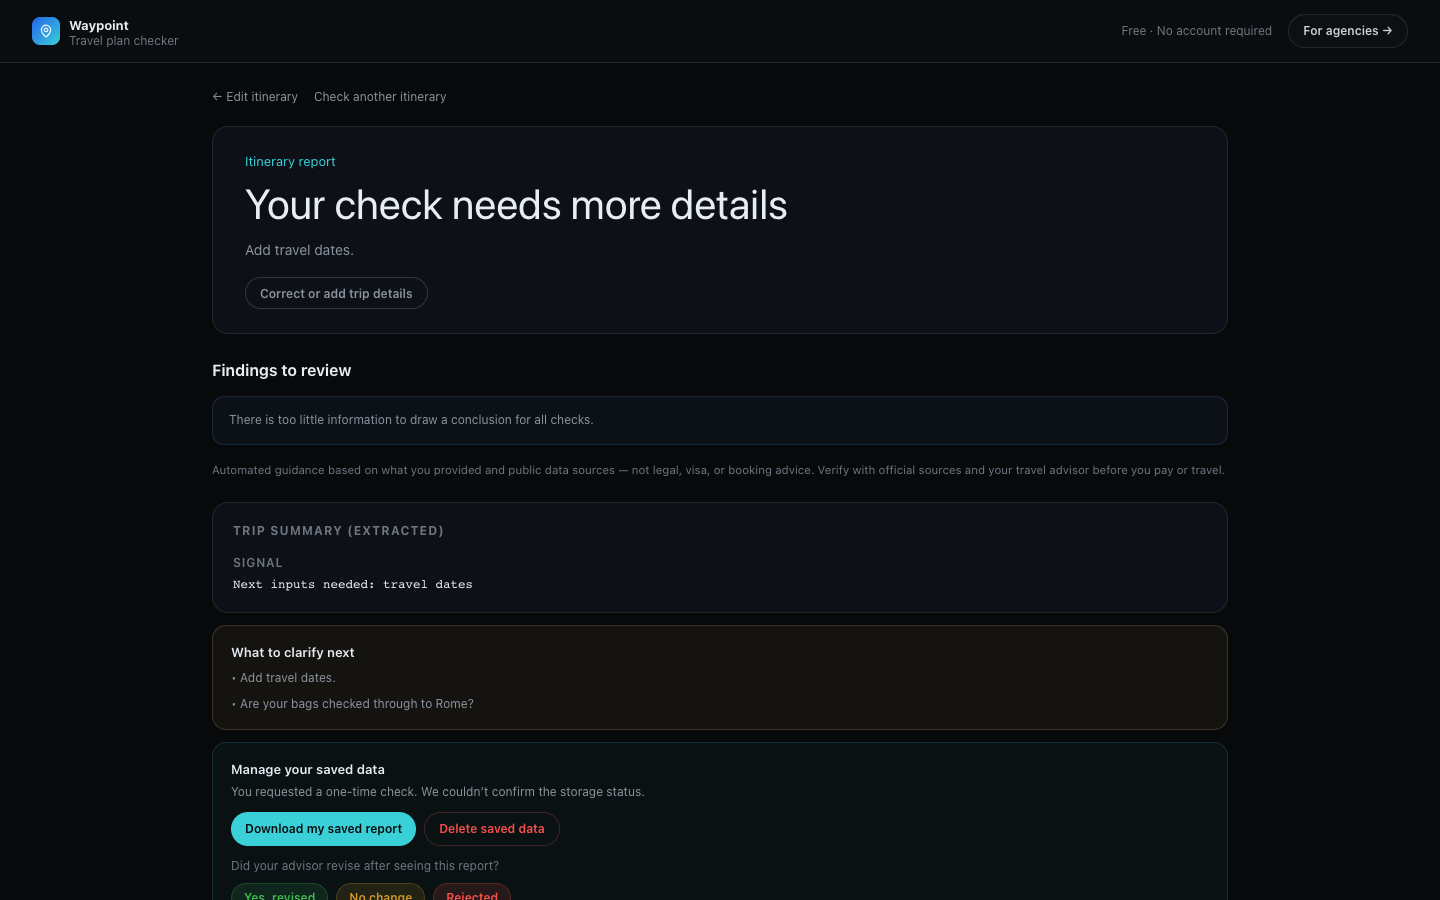 Waypoint
Travel plan checker
Free · No account required
For agencies →
← Edit itinerary
Check another itinerary
Itinerary report
Your check needs more details
Add travel dates.
Correct or add trip details
Findings to review
There is too little information to draw a conclusion for all checks.
Automated guidance based on what you provided and public data sources — not legal, visa, or booking advice. Verify with official sources and your travel advisor before you pay or travel.
TRIP SUMMARY (EXTRACTED)
SIGNAL
Next inputs needed: travel dates
What to clarify next
• Add travel dates.
• Are your bags checked through to Rome?
Manage your saved data
You requested a one-time check. We couldn’t confirm the storage status.
Download my saved report
Delete saved data
Did your advisor revise after seeing this report?
Yes, revised
No change
Rejected